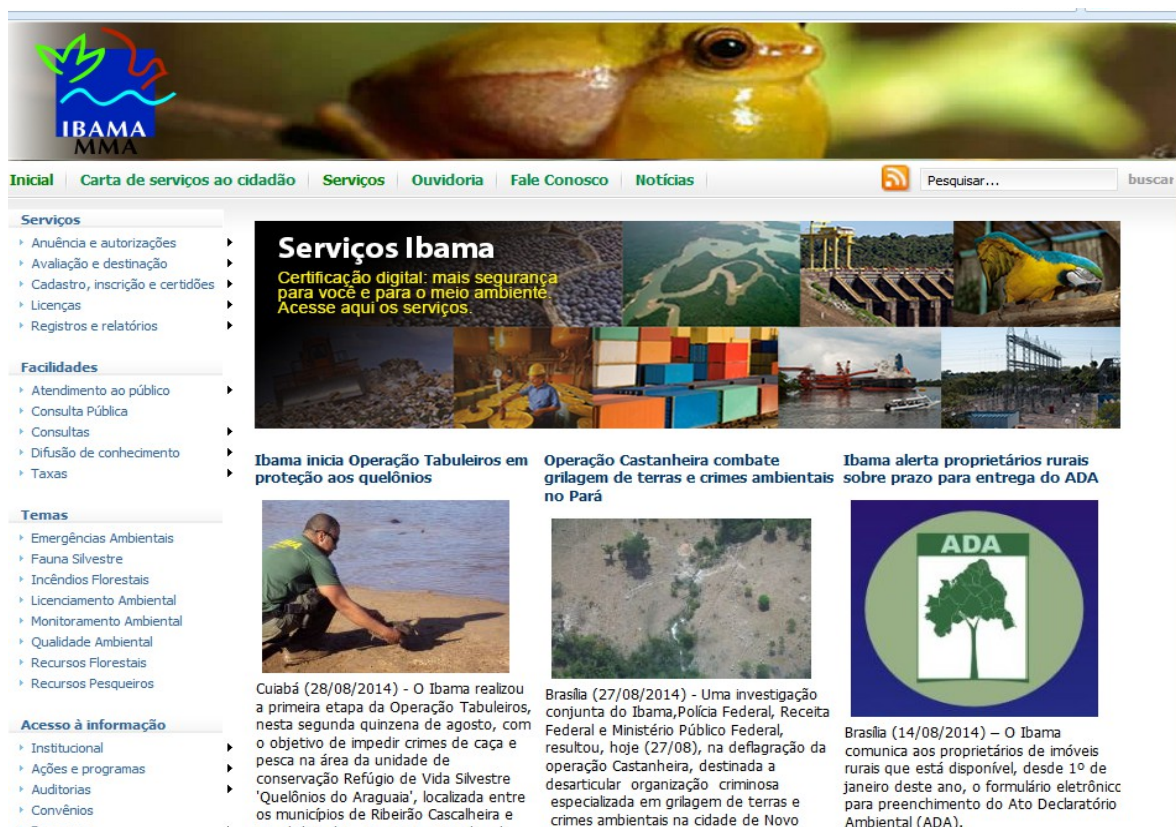 IBAMA
MMA
Inicial
Carta de serviços ao cidadão
Serviços
Ouvidoria
Fale Conosco
Notícias
Pesquisar...
buscar
Serviços
Anuência e autorizações
Avaliação e destinação
Cadastro, inscrição e certidões
Licenças
Registros e relatórios
Facilidades
Atendimento ao público
Consulta Pública
Consultas
Difusão de conhecimento
Taxas
Temas
Emergências Ambientais
Fauna Silvestre
Incêndios Florestais
Licenciamento Ambiental
Monitoramento Ambiental
Qualidade Ambiental
Recursos Florestais
Recursos Pesqueiros
Acesso à informação
Institucional
Ações e programas
Auditorias
Convênios
Serviços Ibama
Certificação digital: mais segurança
para você e para o meio ambiente.
Acesse aqui os serviços.
Ibama inicia Operação Tabuleiros em
proteção aos quelônios
Cuiabá (28/08/2014) - O Ibama realizou
a primeira etapa da Operação Tabuleiros,
nesta segunda quinzena de agosto, com
o objetivo de impedir crimes de caça e
pesca na área da unidade de
conservação Refúgio de Vida Silvestre
'Quelônios do Araguaia', localizada entre
os municípios de Ribeirão Cascalheira e
Operação Castanheira combate
grilagem de terras e crimes ambientais
no Pará
Brasília (27/08/2014) - Uma investigação
conjunta do Ibama,Polícia Federal, Receita
Federal e Ministério Público Federal,
resultou, hoje (27/08), na deflagração da
operação Castanheira, destinada a
desarticular organização criminosa
especializada em grilagem de terras e
crimes ambientais na cidade de Novo
Ibama alerta proprietários rurais
sobre prazo para entrega do ADA
ADA
Brasília (14/08/2014) – O Ibama
comunica aos proprietários de imóveis
rurais que está disponível, desde 1º de
janeiro deste ano, o formulário eletrônico
para preenchimento do Ato Declaratório
Ambiental (ADA).